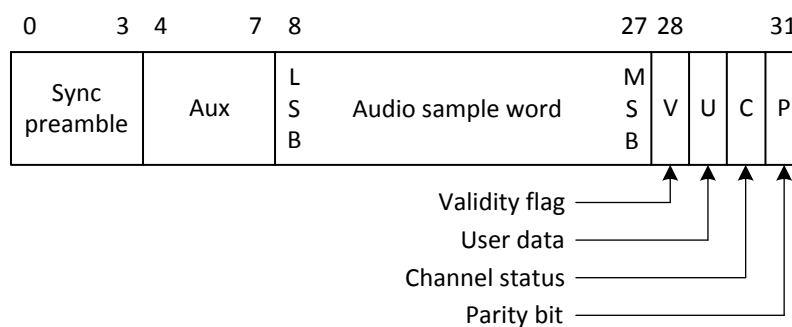 0 3 4 7 8 27 28 31
Sync
preamble
Aux
L
S
B
Audio sample word
M
S
B
V
U
C
P
Validity flag
User data
Channel status
Parity bit